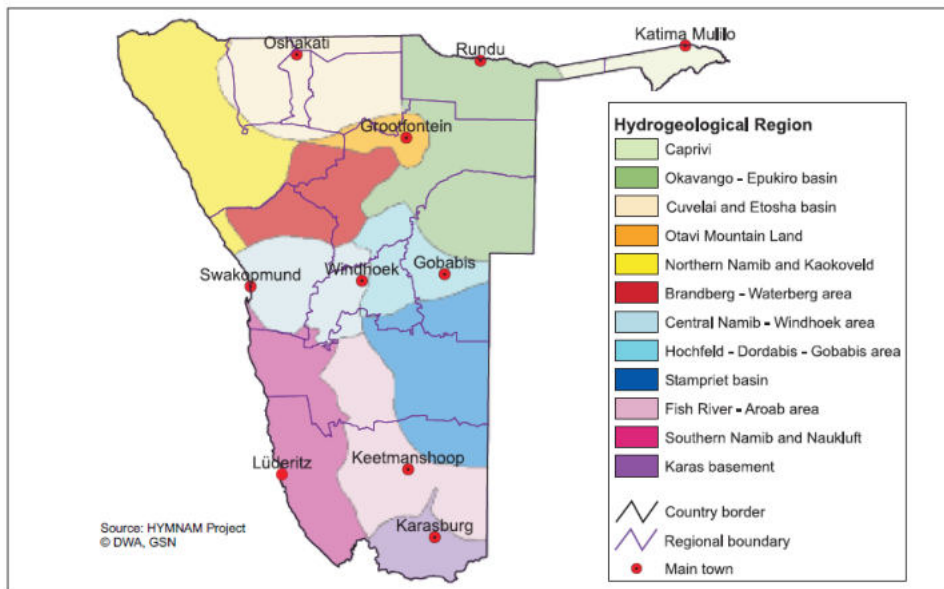 Oshakati
Rundu
Katima Mulilo
Grootfontein
Swakopmund
Windhoek
Gobabis
Lüderitz
Keetmanshoop
Karasburg
Source: HYMNAM Project
© DWA, GSN
Hydrogeological Region
Caprivi
Okavango - Epukiro basin
Cuvelai and Etosha basin
Otavi Mountain Land
Northern Namib and Kaokoveld
Brandberg - Waterberg area
Central Namib - Windhoek area
Hochfeld - Dordabis - Gobabis area
Stampriet basin
Fish River - Aroab area
Southern Namib and Naukluft
Karas basement
Country border
Regional boundary
Main town